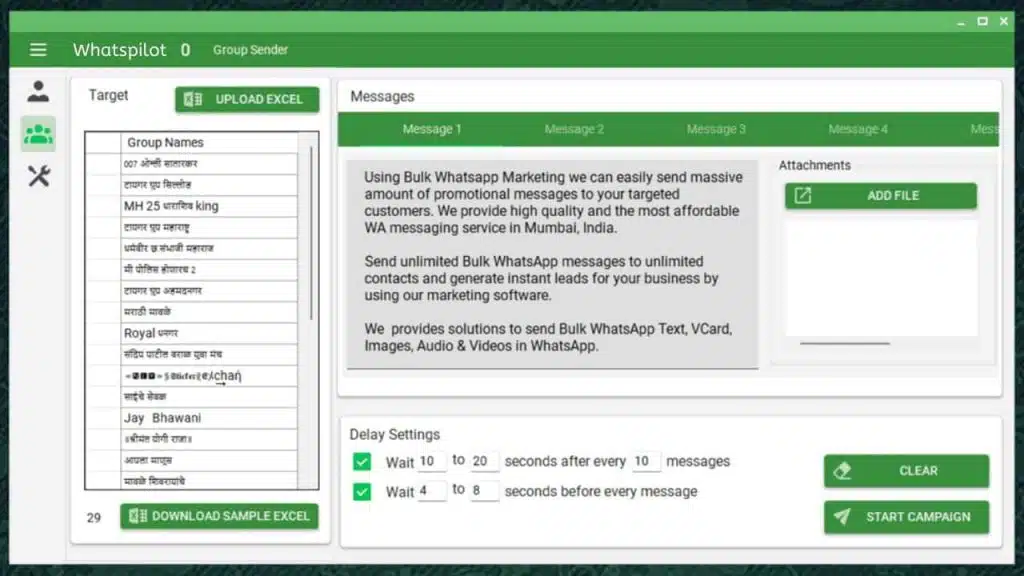 Whatspilot 0 Group Sender
Target
UPLOAD EXCEL
Group Names
007 ओन्ली सातारकर
टायगर ग्रुप सिल्लोड
MH 25 धाराशिव king
टायगर ग्रुप महाराष्ट्र
धर्मवीर छ.संभाजी महाराज
मी पोलिस होणारच 2
टायगर ग्रुप अहमदनगर
मराठी मावळे
Royal धनगर
संदिप पाटील बराळ युवा मंच
साईचे सेवक
Jay Bhawani
॥श्रीमंत योगी राजा॥
आपला माणूस
मावळे शिवरायांचे
29
DOWNLOAD SAMPLE EXCEL
Messages
Message 1 Message 2 Message 3 Message 4 Mess
Using Bulk Whatsapp Marketing we can easily send massive
amount of promotional messages to your targeted
customers. We provide high quality and the most affordable
WA messaging service in Mumbai, India.
Send unlimited Bulk WhatsApp messages to unlimited
contacts and generate instant leads for your business by
using our marketing software.
We provides solutions to send Bulk WhatsApp Text, VCard,
Images, Audio & Videos in WhatsApp.
Attachments
ADD FILE
Delay Settings
Wait 10 to 20 seconds after every 10 messages
Wait 4 to 8 seconds before every message
CLEAR
START CAMPAIGN